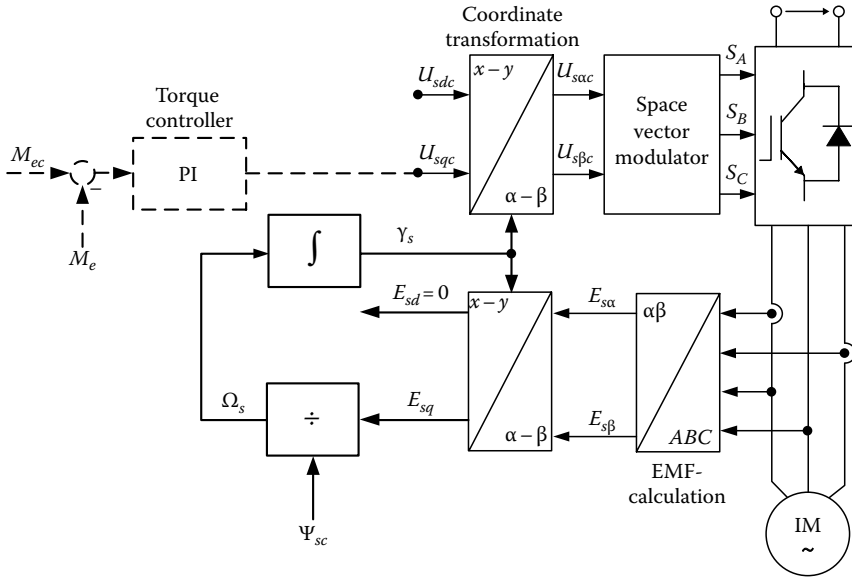 Coordinate
transformation
x – y
U_sdc
U_sαc
S_A
Torque
controller
Space
vector
modulator
S_B
M_ec
PI
U_sqc
U_sβc
S_C
–
α – β
M_e
∫
γ_s
E_sd = 0
x – y
E_sα
αβ
Ω_s
÷
E_sq
E_sβ
α – β
ABC
EMF-
calculation
Ψ_sc
IM
~